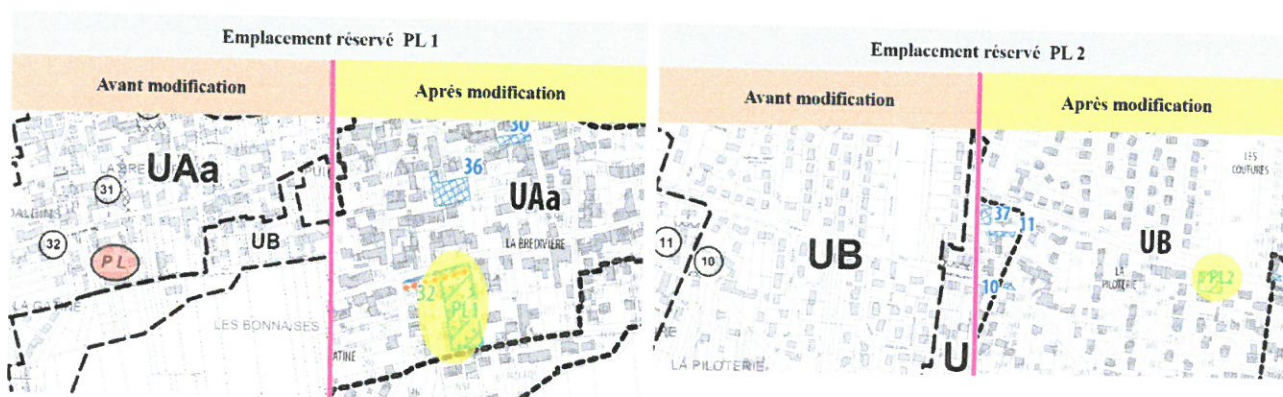 Emplacement réservé PL 1
Avant modification
Après modification
UAa
31
32
PL
UB
LES BONNAISES
30
36
UAa
LA BREDIVIÈRE
32
PL1
Emplacement réservé PL 2
Avant modification
Après modification
11
10
UB
LA PILOTERIE
U
LES COUTURES
37
11
UB
10
LA PILOTERIE
PL2